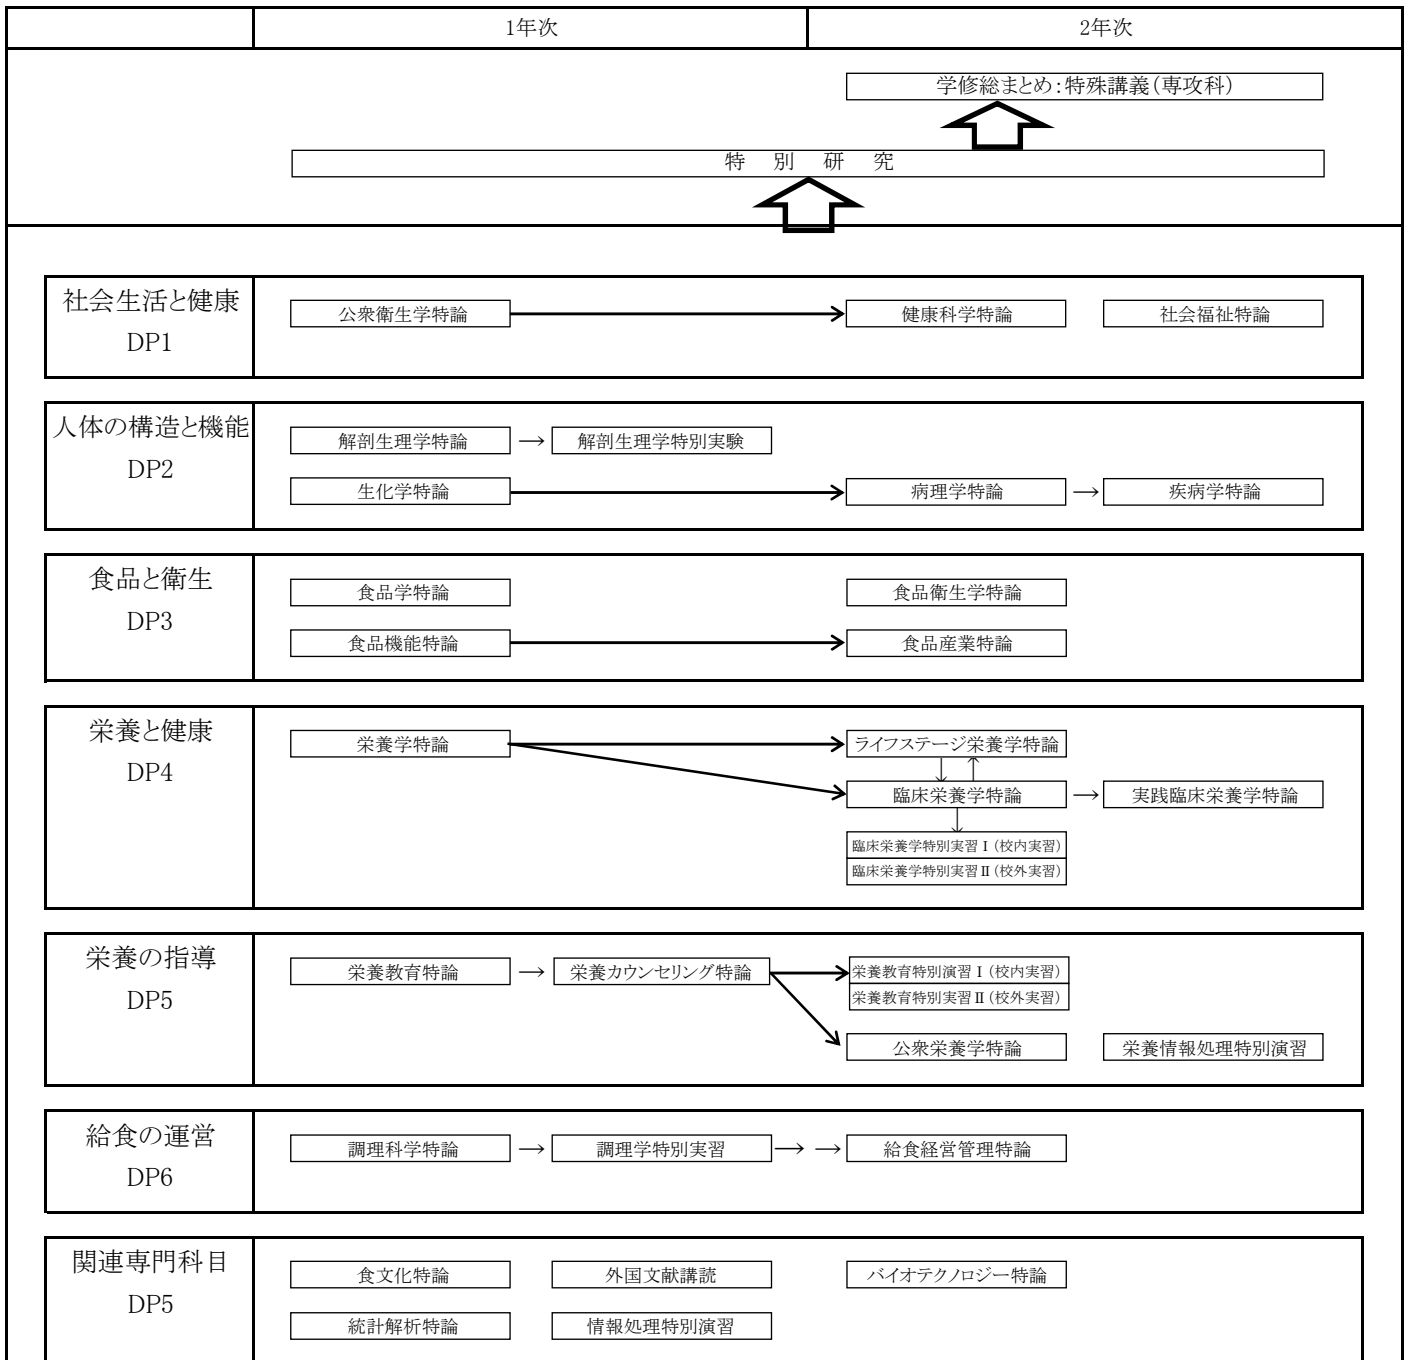 1年次 2年次
学修総まとめ:特殊講義(専攻科)
特別研究
社会生活と健康
DP1
公衆衛生学特論 → 健康科学特論 社会福祉特論
人体の構造と機能
DP2
解剖生理学特論 → 解剖生理学特別実験
生化学特論 → 病理学特論 → 疾病学特論
食品と衛生
DP3
食品学特論 食品衛生学特論
食品機能特論 → 食品産業特論
栄養と健康
DP4
栄養学特論 → ライフステージ栄養学特論
臨床栄養学特論 → 実践臨床栄養学特論
臨床栄養学特別実習Ⅰ(校内実習)
臨床栄養学特別実習Ⅱ(校外実習)
栄養の指導
DP5
栄養教育特論 → 栄養カウンセリング特論 → 栄養教育特別演習Ⅰ(校内実習)
栄養教育特別実習Ⅱ(校外実習)
公衆栄養学特論 栄養情報処理特別演習
給食の運営
DP6
調理科学特論 → 調理学特別実習 → → 給食経営管理特論
関連専門科目
DP5
食文化特論 外国文献講読 バイオテクノロジー特論
統計解析特論 情報処理特別演習